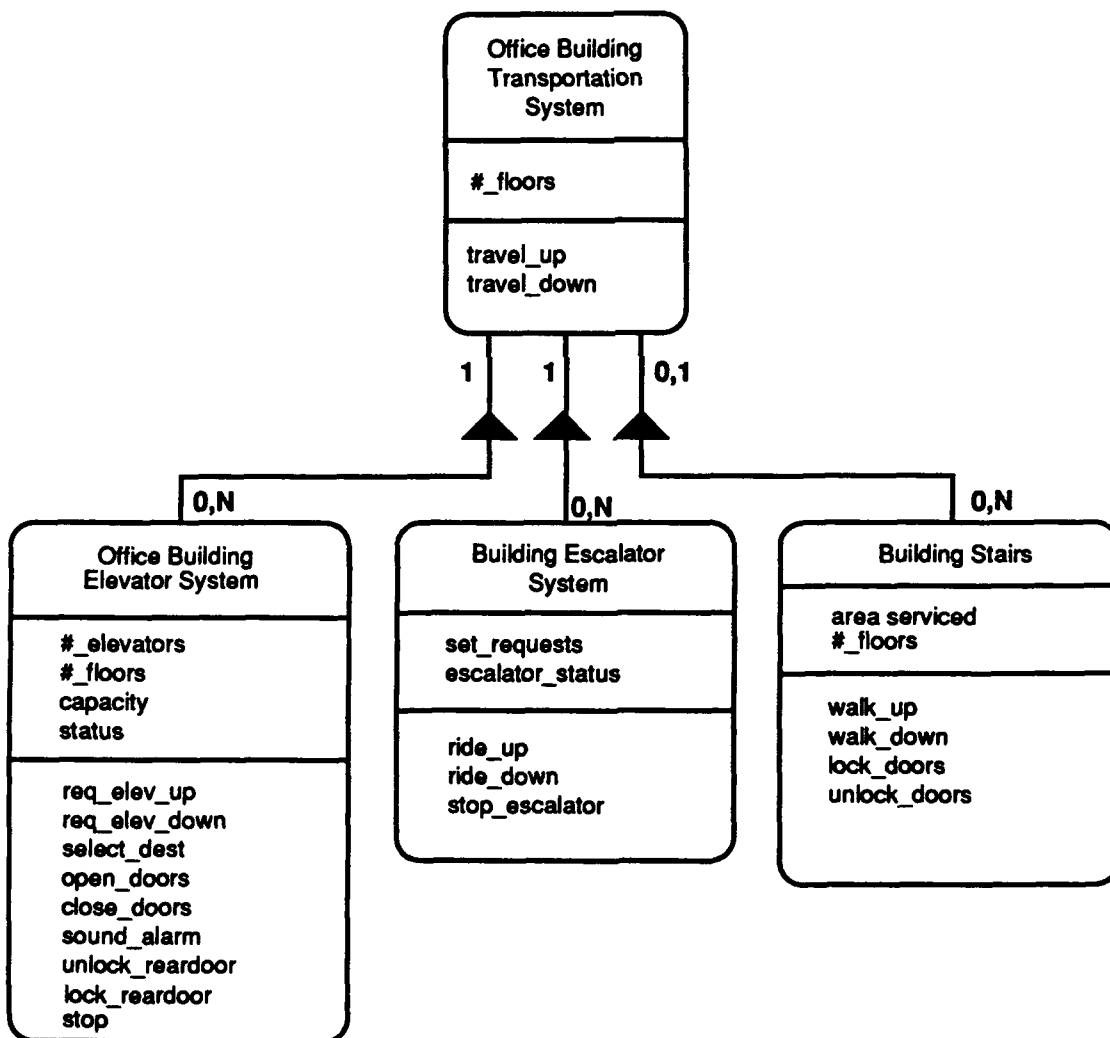 Office Building
Transportation
System
#_floors
travel_up
travel_down
1
1
0,1
0,N
0,N
0,N
Office Building
Elevator System
#_elevators
#_floors
capacity
status
req_elev_up
req_elev_down
select_dest
open_doors
close_doors
sound_alarm
unlock_reardoor
lock_reardoor
stop
Building Escalator
System
set_requests
escalator_status
ride_up
ride_down
stop_escalator
Building Stairs
area serviced
#_floors
walk_up
walk_down
lock_doors
unlock_doors